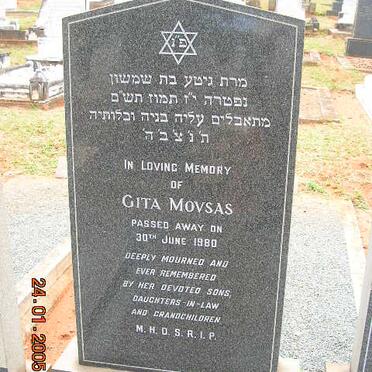 פ״נ
מרת גיטע בת שמשון
נפטרה י״ז תמוז תש״ם
מתאבלים עליה בניה וכלותיה
ת׳ נ׳ צ׳ ב׳ ה׳
IN LOVING MEMORY
OF
GITA MOVSAS
PASSED AWAY ON
30TH JUNE 1980
DEEPLY MOURNED AND
EVER REMEMBERED
BY HER DEVOTED SONS,
DAUGHTERS-IN-LAW
AND GRANDCHILDREN
M.H.D.S.R.I.P.
24.01.2005